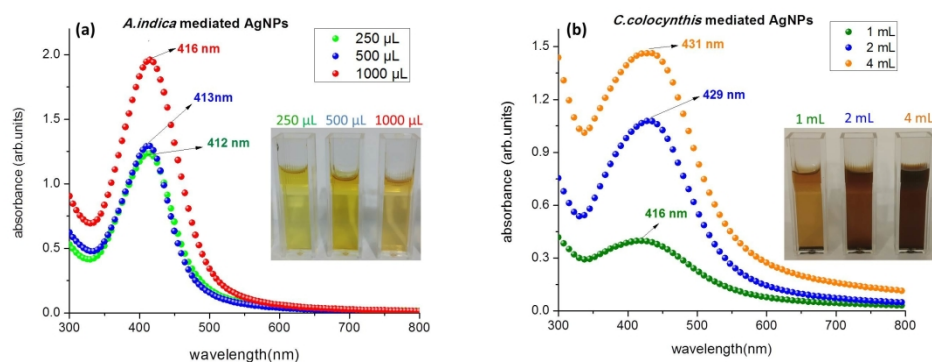 (a) A.indica mediated AgNPs
416 nm
250 µL
500 µL
1000 µL
413nm
412 nm
250 µL 500 µL 1000 µL
absorbance (arb.units)
2.0
1.5
1.0
0.5
0.0
300 400 500 600 700 800
wavelength(nm)
(b) C.colocynthis mediated AgNPs
431 nm
1 mL
2 mL
4 mL
429 nm
416 nm
1 mL 2 mL 4 mL
absorbance (arb.units)
1.5
1.2
0.9
0.6
0.3
0.0
300 400 500 600 700 800
wavelength(nm)